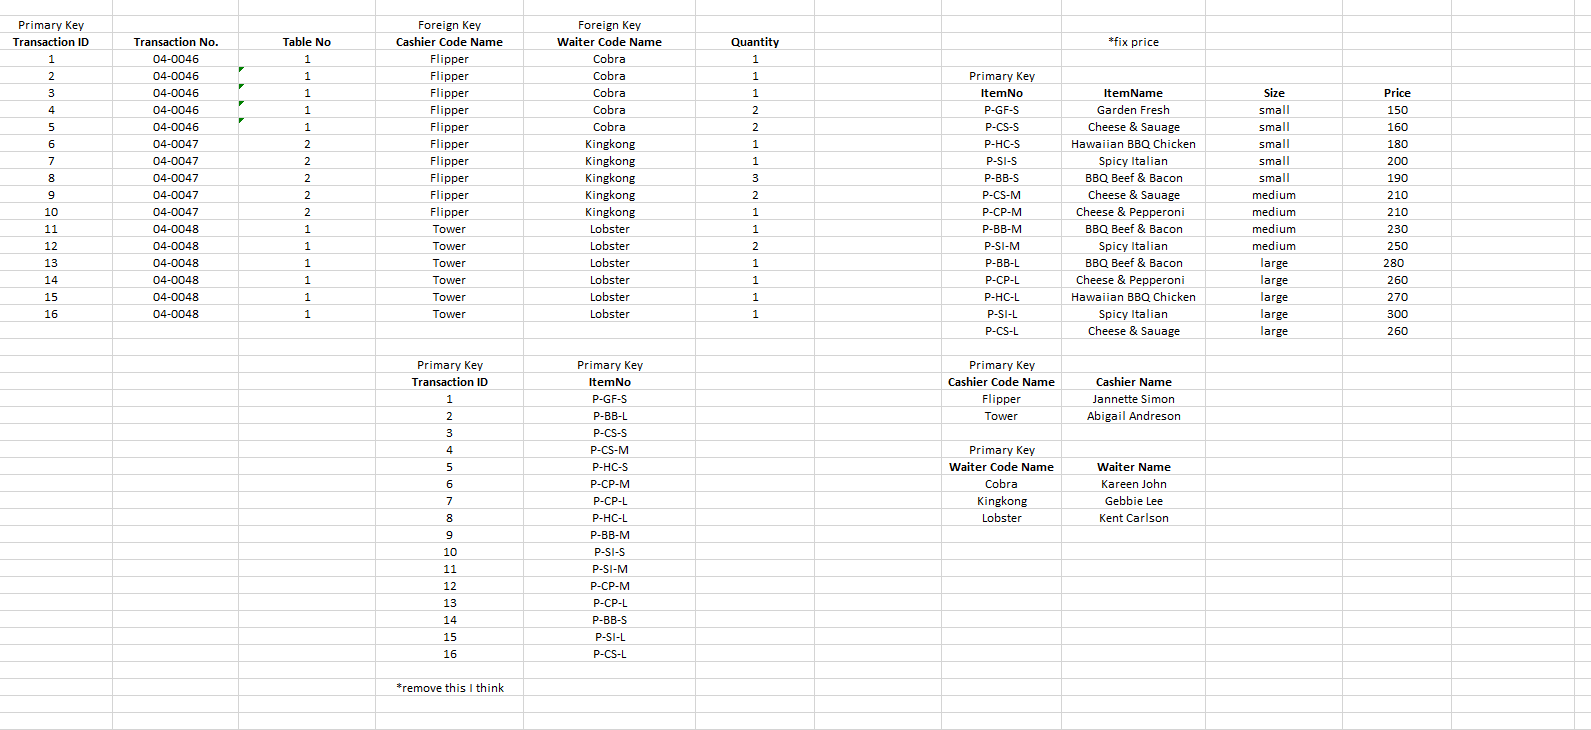 Primary Key Foreign Key Foreign Key
Transaction ID Transaction No. Table No Cashier Code Name Waiter Code Name Quantity *fix price
1 04-0046 1 Flipper Cobra 1
2 04-0046 1 Flipper Cobra 1 Primary Key
3 04-0046 1 Flipper Cobra 1 ItemNo ItemName Size Price
4 04-0046 1 Flipper Cobra 2 P-GF-S Garden Fresh small 150
5 04-0046 1 Flipper Cobra 2 P-CS-S Cheese & Sauage small 160
6 04-0047 2 Flipper Kingkong 1 P-HC-S Hawaiian BBQ Chicken small 180
7 04-0047 2 Flipper Kingkong 1 P-SI-S Spicy Italian small 200
8 04-0047 2 Flipper Kingkong 3 P-BB-S BBQ Beef & Bacon small 190
9 04-0047 2 Flipper Kingkong 2 P-CS-M Cheese & Sauage medium 210
10 04-0047 2 Flipper Kingkong 1 P-CP-M Cheese & Pepperoni medium 210
11 04-0048 1 Tower Lobster 1 P-BB-M BBQ Beef & Bacon medium 230
12 04-0048 1 Tower Lobster 2 P-SI-M Spicy Italian medium 250
13 04-0048 1 Tower Lobster 1 P-BB-L BBQ Beef & Bacon large 280
14 04-0048 1 Tower Lobster 1 P-CP-L Cheese & Pepperoni large 260
15 04-0048 1 Tower Lobster 1 P-HC-L Hawaiian BBQ Chicken large 270
16 04-0048 1 Tower Lobster 1 P-SI-L Spicy Italian large 300
P-CS-L Cheese & Sauage large 260
Primary Key Primary Key Primary Key
Transaction ID ItemNo Cashier Code Name Cashier Name
1 P-GF-S Flipper Jannette Simon
2 P-BB-L Tower Abigail Andreson
3 P-CS-S
4 P-CS-M Primary Key
5 P-HC-S Waiter Code Name Waiter Name
6 P-CP-M Cobra Kareen John
7 P-CP-L Kingkong Gebbie Lee
8 P-HC-L Lobster Kent Carlson
9 P-BB-M
10 P-SI-S
11 P-SI-M
12 P-CP-M
13 P-CP-L
14 P-BB-S
15 P-SI-L
16 P-CS-L
*remove this I think